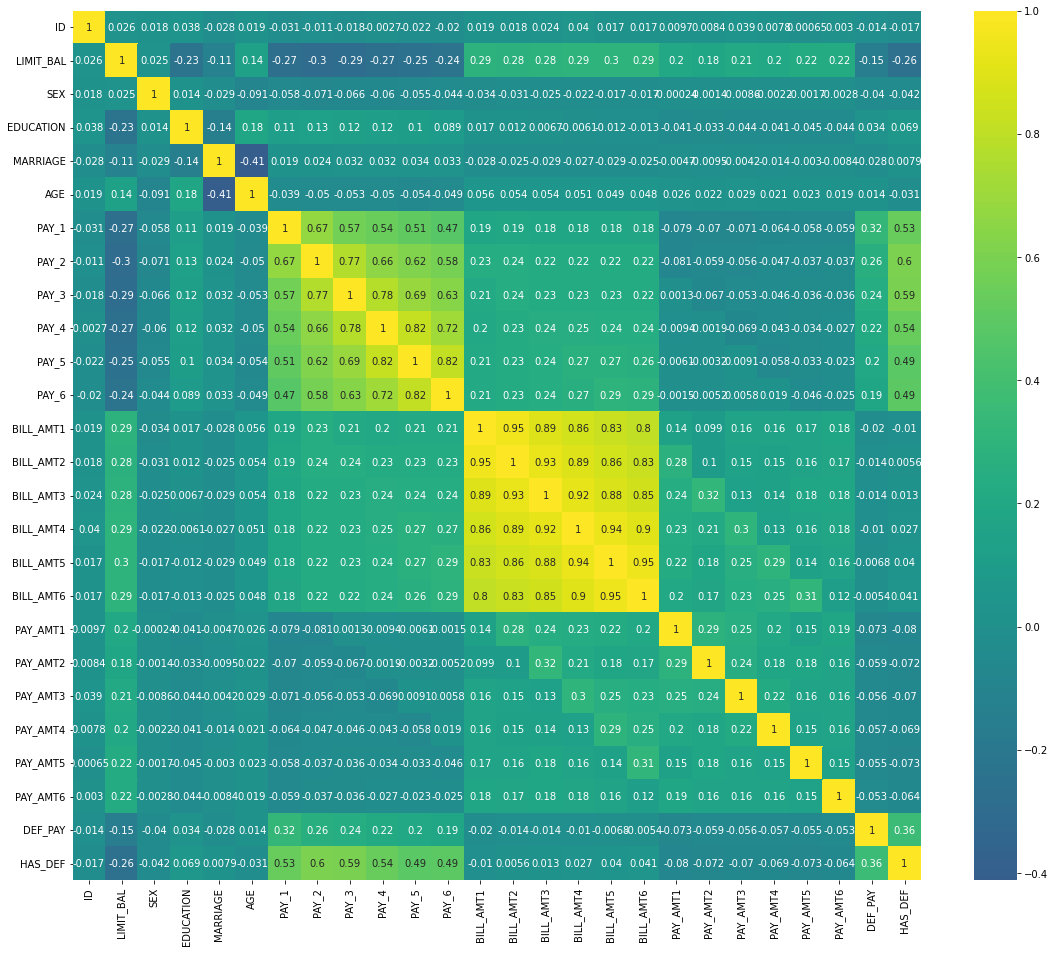 ID 1 0.026 0.018 0.038 -0.028 0.019 -0.031 -0.011 -0.018 -0.0027 -0.022 -0.02 0.019 0.018 0.024 0.04 0.017 0.017 0.0097 0.0084 0.039 0.0078 0.00065 0.003 -0.014 -0.017
LIMIT_BAL 0.026 1 0.025 -0.23 -0.11 0.14 -0.27 -0.3 -0.29 -0.27 -0.25 -0.24 0.29 0.28 0.28 0.29 0.3 0.29 0.2 0.18 0.21 0.2 0.22 0.22 -0.15 -0.26
SEX 0.018 0.025 1 0.014 -0.029 -0.091 -0.058 -0.071 -0.066 -0.06 -0.055 -0.044 -0.034 -0.031 -0.025 -0.022 -0.017 -0.017 -0.00024 -0.0014 -0.0086 -0.0022 -0.0017 -0.0028 -0.04 -0.042
EDUCATION 0.038 -0.23 0.014 1 -0.14 0.18 0.11 0.13 0.12 0.12 0.1 0.089 0.017 0.012 0.0067 -0.0061 -0.012 -0.013 -0.041 -0.033 -0.044 -0.041 -0.045 -0.044 0.034 0.069
MARRIAGE -0.028 -0.11 -0.029 -0.14 1 -0.41 0.019 0.024 0.032 0.032 0.034 0.033 -0.028 -0.025 -0.029 -0.027 -0.029 -0.025 -0.0047 -0.0095 -0.0042 -0.014 -0.003 -0.0084 -0.028 0.0079
AGE 0.019 0.14 -0.091 0.18 -0.41 1 -0.039 -0.05 -0.053 -0.05 -0.054 -0.049 0.056 0.054 0.054 0.051 0.049 0.048 0.026 0.022 0.029 0.021 0.023 0.019 0.014 -0.031
PAY_1 -0.031 -0.27 -0.058 0.11 0.019 -0.039 1 0.67 0.57 0.54 0.51 0.47 0.19 0.19 0.18 0.18 0.18 0.18 -0.079 -0.07 -0.071 -0.064 -0.058 -0.059 0.32 0.53
PAY_2 -0.011 -0.3 -0.071 0.13 0.024 -0.05 0.67 1 0.77 0.66 0.62 0.58 0.23 0.24 0.22 0.22 0.22 0.22 -0.081 -0.059 -0.056 -0.047 -0.037 -0.037 0.26 0.6
PAY_3 -0.018 -0.29 -0.066 0.12 0.032 -0.053 0.57 0.77 1 0.78 0.69 0.63 0.21 0.24 0.23 0.23 0.23 0.22 0.0013 -0.067 -0.053 -0.046 -0.036 -0.036 0.24 0.59
PAY_4 -0.0027 -0.27 -0.06 0.12 0.032 -0.05 0.54 0.66 0.78 1 0.82 0.72 0.2 0.23 0.24 0.25 0.24 0.24 -0.0094 -0.0019 -0.069 -0.043 -0.034 -0.027 0.22 0.54
PAY_5 -0.022 -0.25 -0.055 0.1 0.034 -0.054 0.51 0.62 0.69 0.82 1 0.82 0.21 0.23 0.24 0.27 0.27 0.26 -0.0061 -0.0032 0.0091 -0.058 -0.033 -0.023 0.2 0.49
PAY_6 -0.02 -0.24 -0.044 0.089 0.033 -0.049 0.47 0.58 0.63 0.72 0.82 1 0.21 0.23 0.24 0.27 0.29 0.29 -0.0015 -0.0052 0.0058 0.019 -0.046 -0.025 0.19 0.49
BILL_AMT1 0.019 0.29 -0.034 0.017 -0.028 0.056 0.19 0.23 0.21 0.2 0.21 0.21 1 0.95 0.89 0.86 0.83 0.8 0.14 0.099 0.16 0.16 0.17 0.18 -0.02 -0.01
BILL_AMT2 0.018 0.28 -0.031 0.012 -0.025 0.054 0.19 0.24 0.24 0.23 0.23 0.23 0.95 1 0.93 0.89 0.86 0.83 0.28 0.1 0.15 0.15 0.16 0.17 -0.014 0.0056
BILL_AMT3 0.024 0.28 -0.025 0.0067 -0.029 0.054 0.18 0.22 0.23 0.24 0.24 0.24 0.89 0.93 1 0.92 0.88 0.85 0.24 0.32 0.13 0.14 0.18 0.18 -0.014 0.013
BILL_AMT4 0.04 0.29 -0.022 -0.0061 -0.027 0.051 0.18 0.22 0.23 0.25 0.27 0.27 0.86 0.89 0.92 1 0.94 0.9 0.23 0.21 0.3 0.13 0.16 0.18 -0.01 0.027
BILL_AMT5 0.017 0.3 -0.017 -0.012 -0.029 0.049 0.18 0.22 0.23 0.24 0.27 0.29 0.83 0.86 0.88 0.94 1 0.95 0.22 0.18 0.25 0.29 0.14 0.16 -0.0068 0.04
BILL_AMT6 0.017 0.29 -0.017 -0.013 -0.025 0.048 0.18 0.22 0.22 0.24 0.26 0.29 0.8 0.83 0.85 0.9 0.95 1 0.2 0.17 0.23 0.25 0.31 0.12 -0.0054 0.041
PAY_AMT1 0.0097 0.2 -0.00024 -0.041 -0.0047 0.026 -0.079 -0.081 0.0013 -0.0094 -0.0061 -0.0015 0.14 0.28 0.24 0.23 0.22 0.2 1 0.29 0.25 0.2 0.15 0.19 -0.073 -0.08
PAY_AMT2 0.0084 0.18 -0.0014 -0.033 -0.0095 0.022 -0.07 -0.059 -0.067 -0.0019 -0.0032 -0.0052 0.099 0.1 0.32 0.21 0.18 0.17 0.29 1 0.24 0.18 0.18 0.16 -0.059 -0.072
PAY_AMT3 0.039 0.21 -0.0086 -0.044 -0.0042 0.029 -0.071 -0.056 -0.053 -0.069 0.0091 0.0058 0.16 0.15 0.13 0.3 0.25 0.23 0.25 0.24 1 0.22 0.16 0.16 -0.056 -0.07
PAY_AMT4 0.0078 0.2 -0.0022 -0.041 -0.014 0.021 -0.064 -0.047 -0.046 -0.043 -0.058 0.019 0.16 0.15 0.14 0.13 0.29 0.25 0.2 0.18 0.22 1 0.15 0.16 -0.057 -0.069
PAY_AMT5 0.00065 0.22 -0.0017 -0.045 -0.003 0.023 -0.058 -0.037 -0.036 -0.034 -0.033 -0.046 0.17 0.16 0.18 0.16 0.14 0.31 0.15 0.18 0.16 0.15 1 0.15 -0.055 -0.073
PAY_AMT6 0.003 0.22 -0.0028 -0.044 -0.0084 0.019 -0.059 -0.037 -0.036 -0.027 -0.023 -0.025 0.18 0.17 0.18 0.18 0.16 0.12 0.19 0.16 0.16 0.16 0.15 1 -0.053 -0.064
DEF_PAY -0.014 -0.15 -0.04 0.034 -0.028 0.014 0.32 0.26 0.24 0.22 0.2 0.19 -0.02 -0.014 -0.014 -0.01 -0.0068 -0.0054 -0.073 -0.059 -0.056 -0.057 -0.055 -0.053 1 0.36
HAS_DEF -0.017 -0.26 -0.042 0.069 0.0079 -0.031 0.53 0.6 0.59 0.54 0.49 0.49 -0.01 0.0056 0.013 0.027 0.04 0.041 -0.08 -0.072 -0.07 -0.069 -0.073 -0.064 0.36 1
ID LIMIT_BAL SEX EDUCATION MARRIAGE AGE PAY_1 PAY_2 PAY_3 PAY_4 PAY_5 PAY_6 BILL_AMT1 BILL_AMT2 BILL_AMT3 BILL_AMT4 BILL_AMT5 BILL_AMT6 PAY_AMT1 PAY_AMT2 PAY_AMT3 PAY_AMT4 PAY_AMT5 PAY_AMT6 DEF_PAY HAS_DEF
1.0
0.8
0.6
0.4
0.2
0.0
−0.2
−0.4